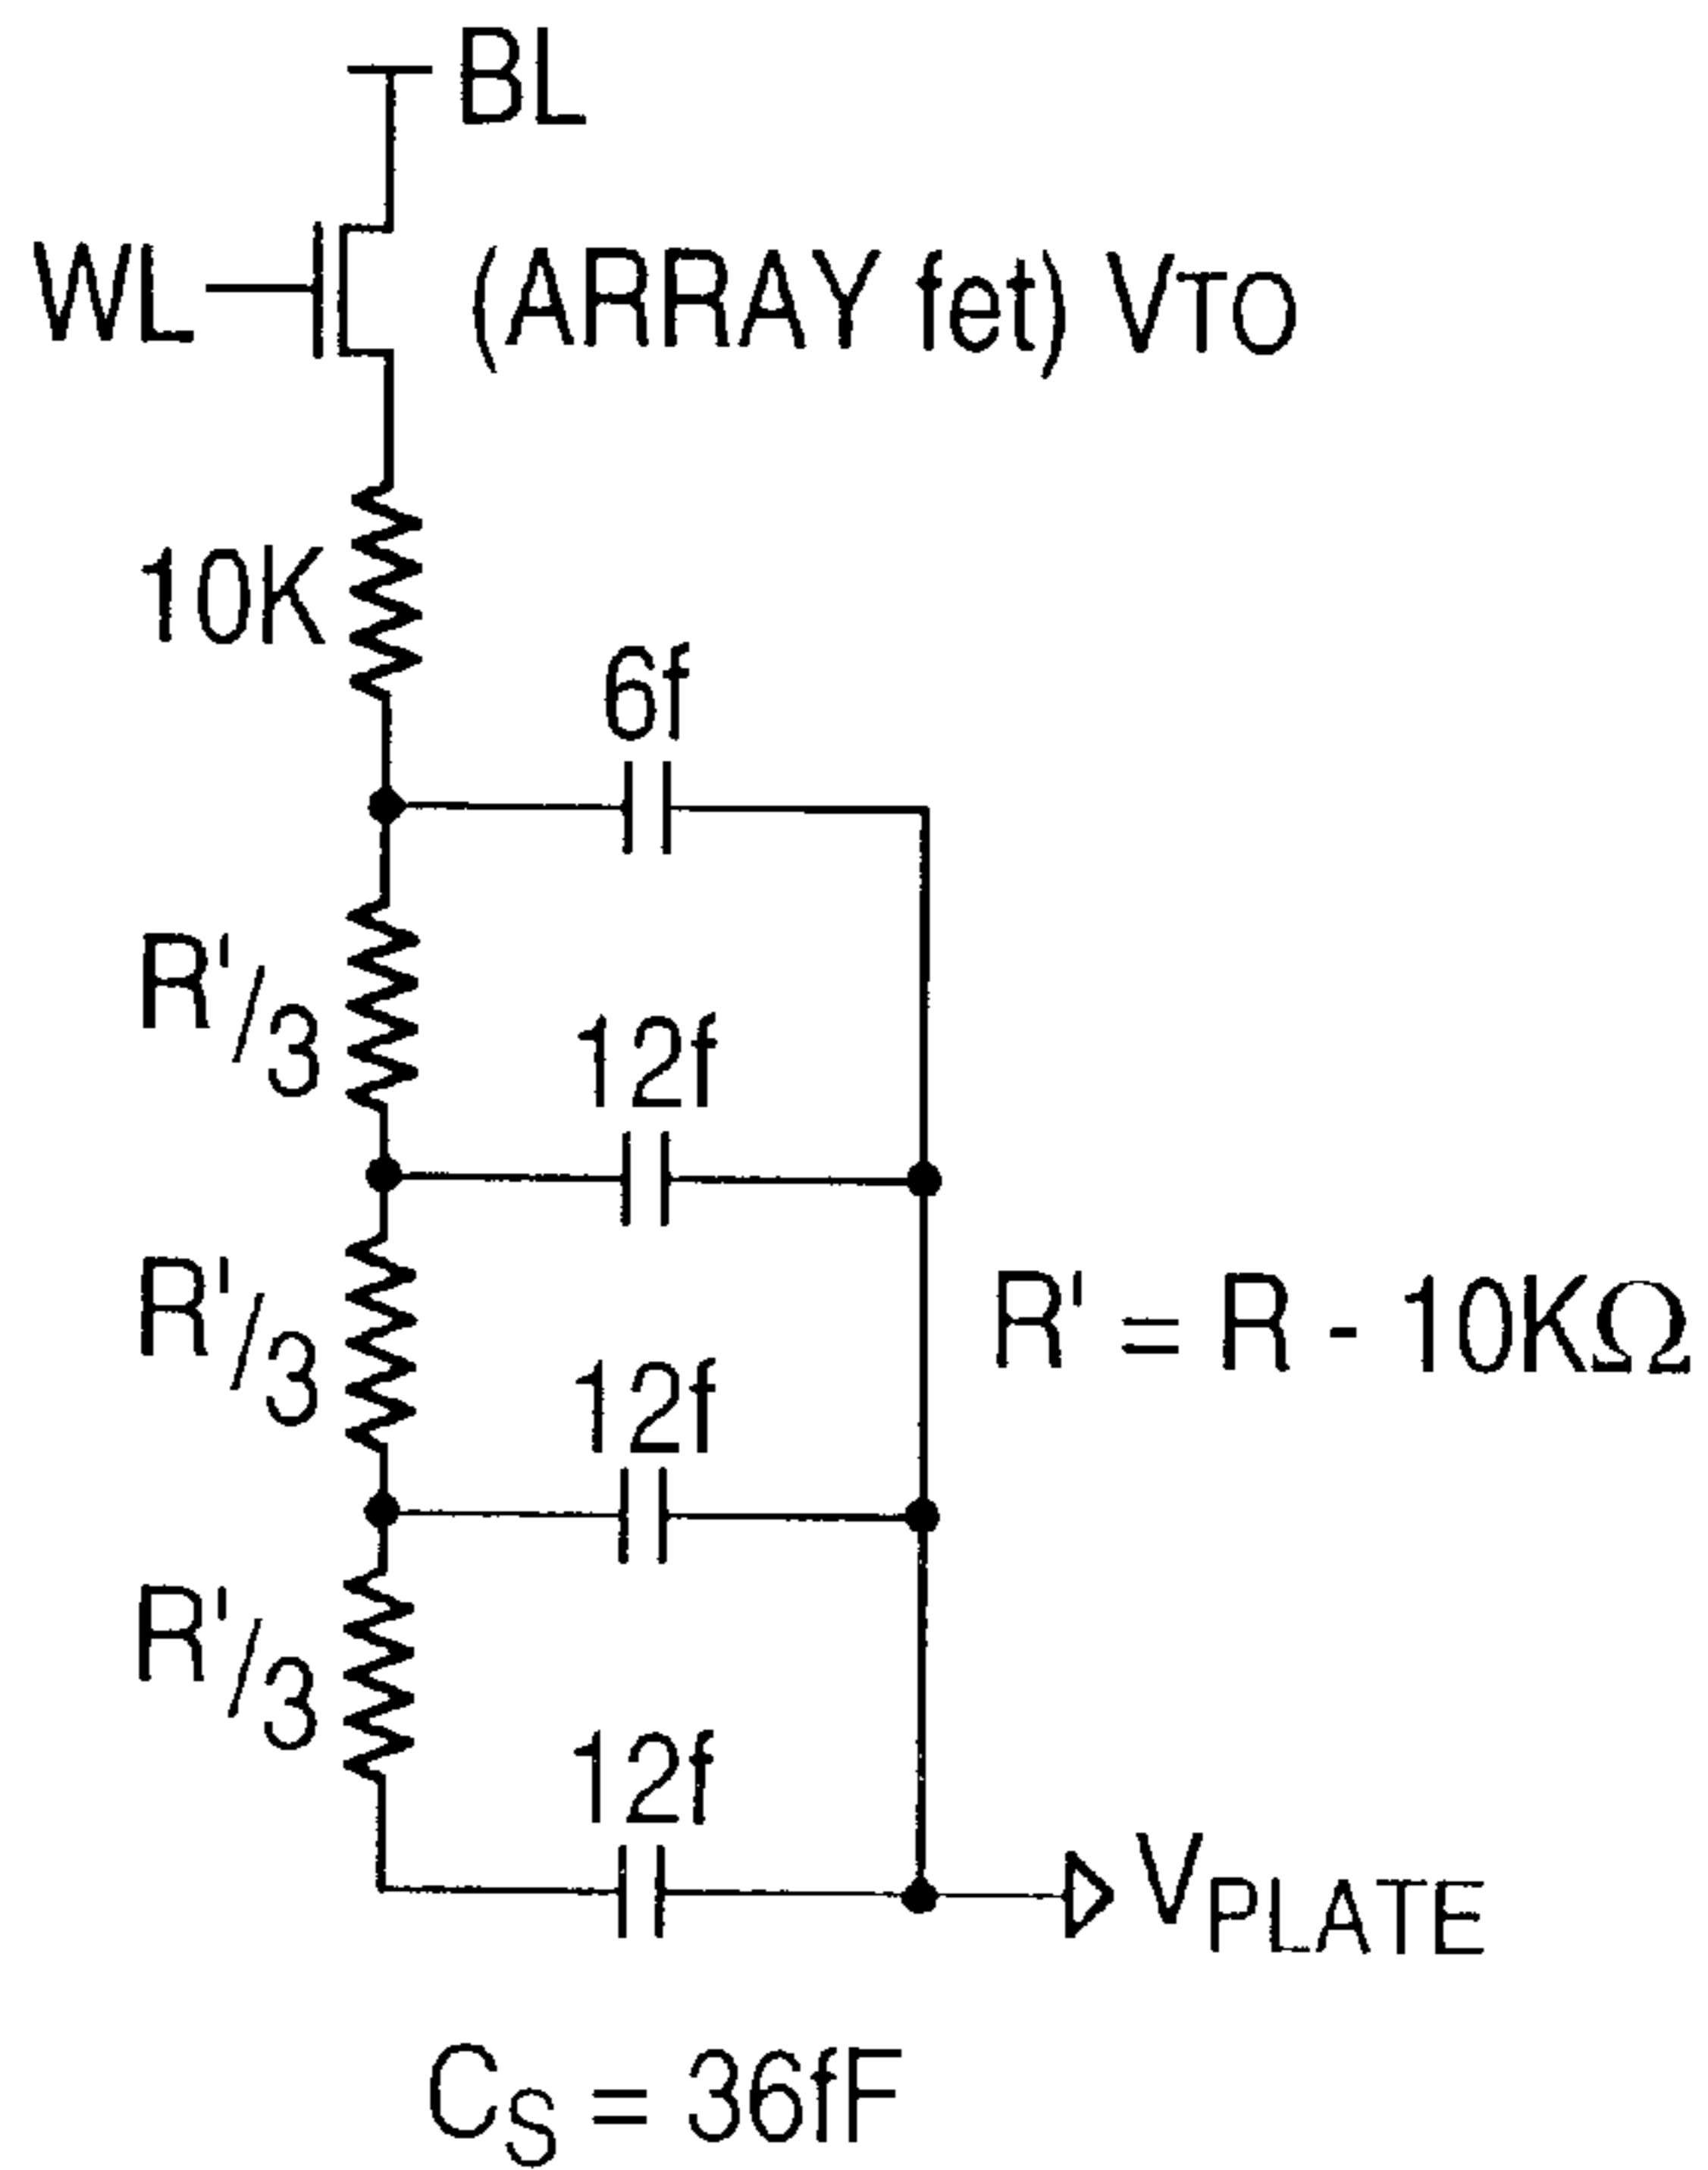 BL
WL
(ARRAY fet) VTO
10K
6f
R'/3
12f
R'/3
R' = R - 10KΩ
12f
R'/3
12f
VPLATE
CS = 36fF